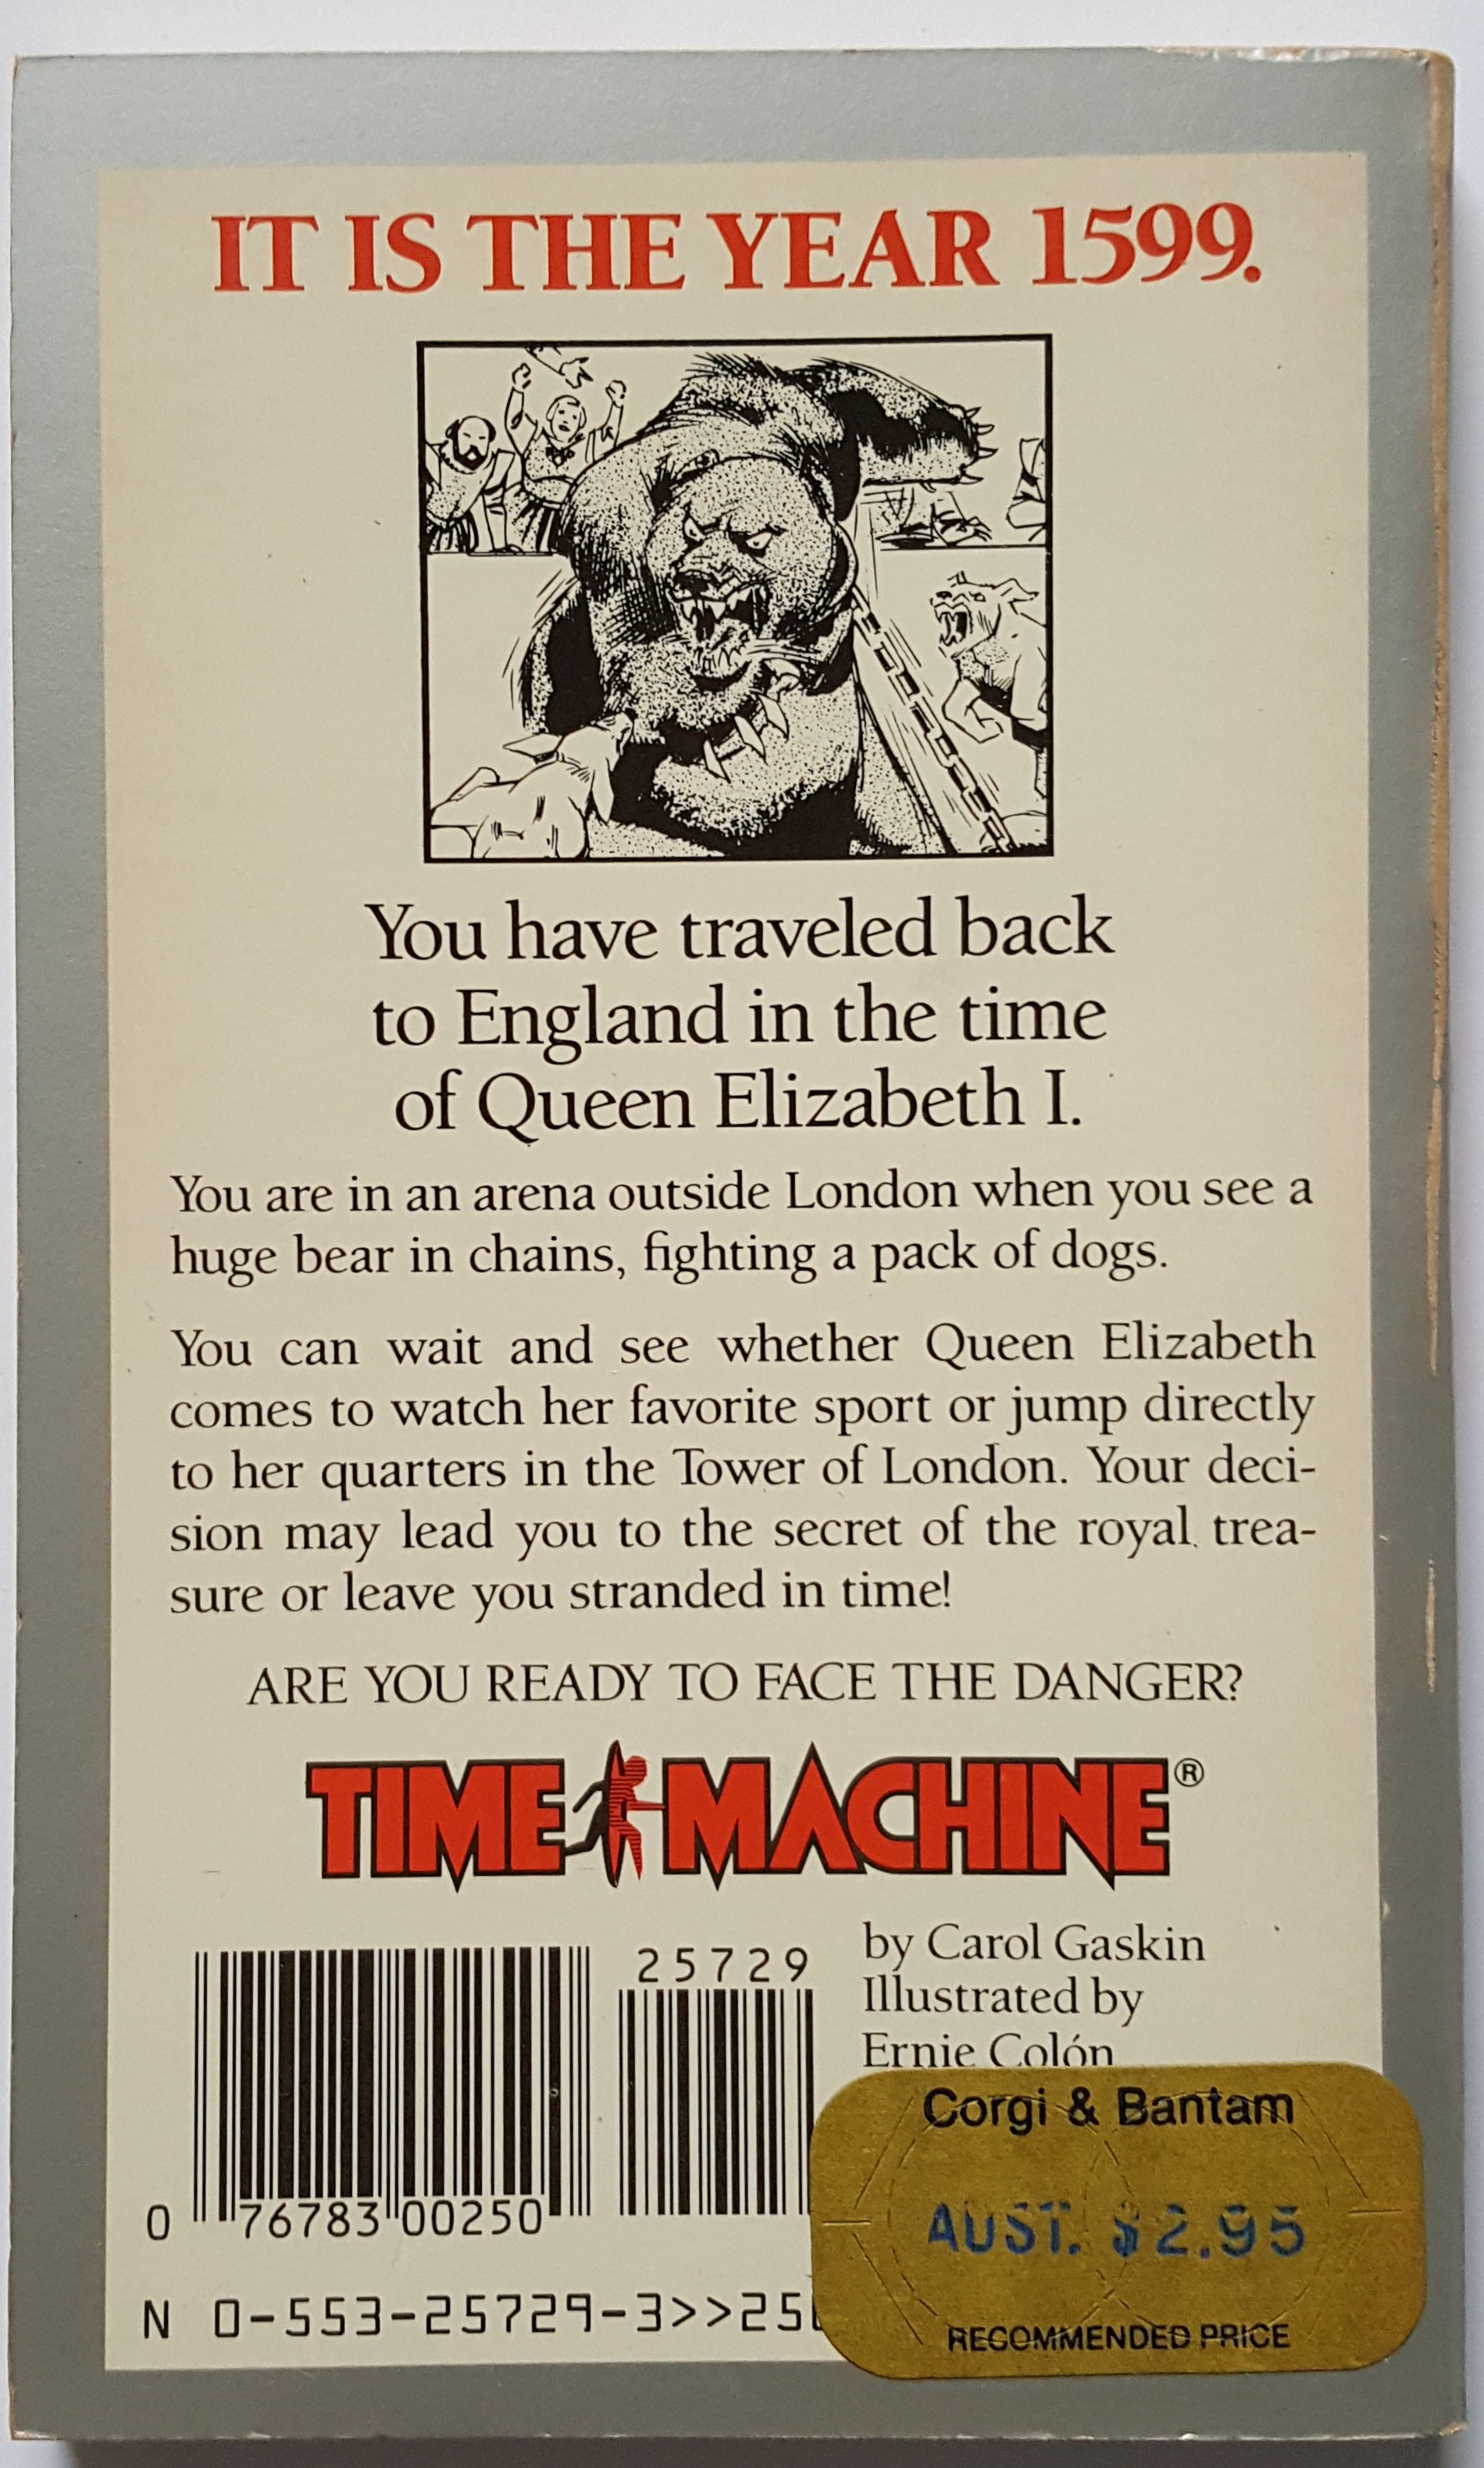 IT IS THE YEAR 1599.
You have traveled back
to England in the time
of Queen Elizabeth I.
You are in an arena outside London when you see a
huge bear in chains, fighting a pack of dogs.
You can wait and see whether Queen Elizabeth
comes to watch her favorite sport or jump directly
to her quarters in the Tower of London. Your deci-
sion may lead you to the secret of the royal trea-
sure or leave you stranded in time!
ARE YOU READY TO FACE THE DANGER?
TIME MACHINE®
by Carol Gaskin
Illustrated by
Ernie Colón
25729
0 76783 00250
N 0-553-25729-3>>25
Corgi & Bantam
AUST. $2.95
RECOMMENDED PRICE